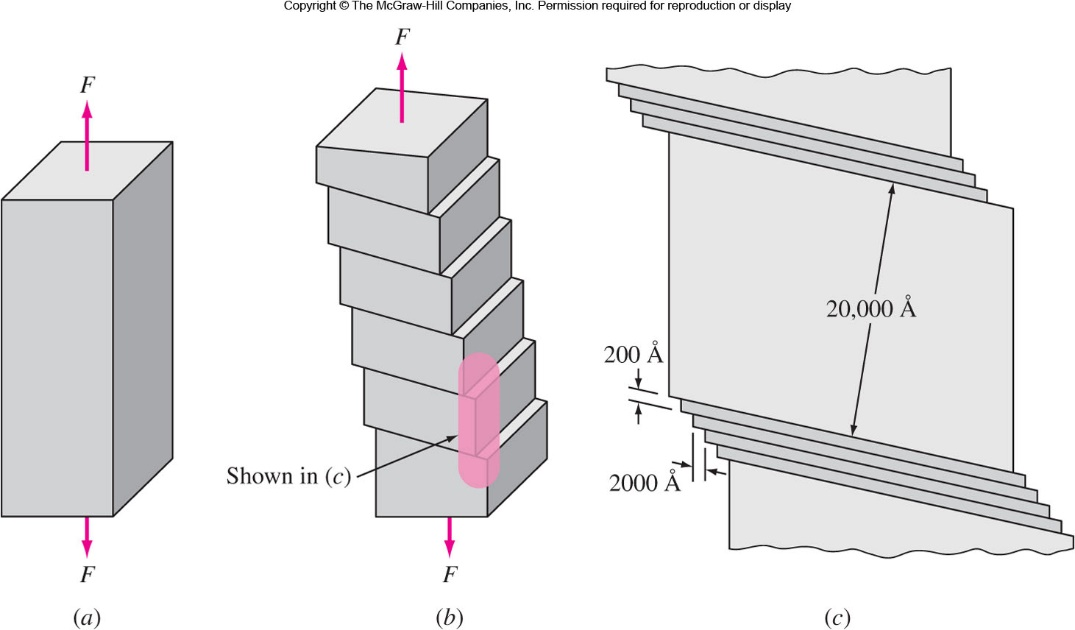 Copyright © The McGraw-Hill Companies, Inc. Permission required for reproduction or display
F
F
F
F
Shown in (c)
20,000 Å
200 Å
2000 Å
(a)
(b)
(c)